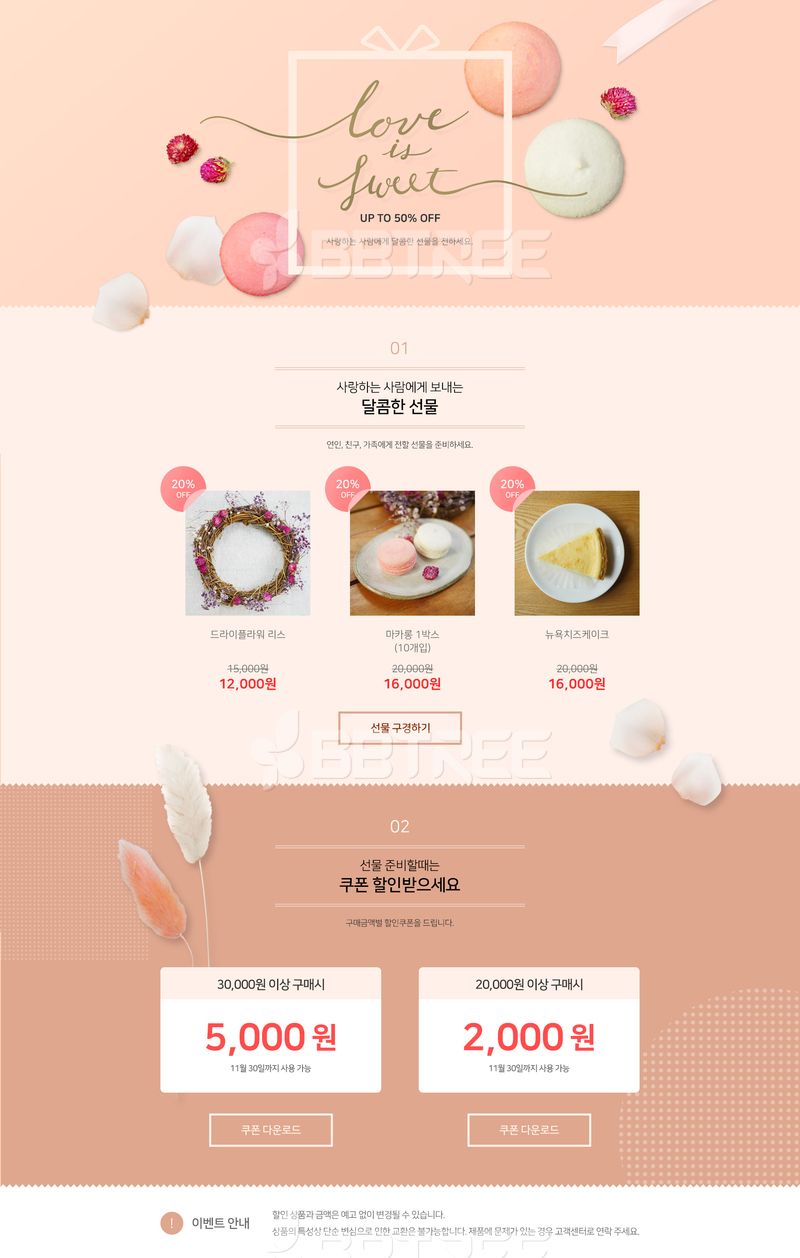 love
is
sweet
UP TO 50% OFF
사랑하는 사람에게 달콤한 선물을 전하세요.
BBTREE
01
사랑하는 사람에게 보내는
달콤한 선물
연인, 친구, 가족에게 전할 선물을 준비하세요.
20%
OFF
20%
OFF
20%
OFF
드라이플라워 리스
15,000원
12,000원
마카롱 1박스
(10개입)
20,000원
16,000원
뉴욕치즈케이크
20,000원
16,000원
선물 구경하기
BBTREE
02
선물 준비할때는
쿠폰 할인받으세요
구매금액별 할인쿠폰을 드립니다.
30,000원 이상 구매시
5,000 원
11월 30일까지 사용 가능
쿠폰 다운로드
20,000원 이상 구매시
2,000 원
11월 30일까지 사용 가능
쿠폰 다운로드
! 이벤트 안내
할인 상품과 금액은 예고 없이 변경될 수 있습니다.
상품의 특성상 단순 변심으로 인한 교환은 불가능합니다. 제품에 문제가 있는 경우 고객센터로 연락 주세요.
BBTREE